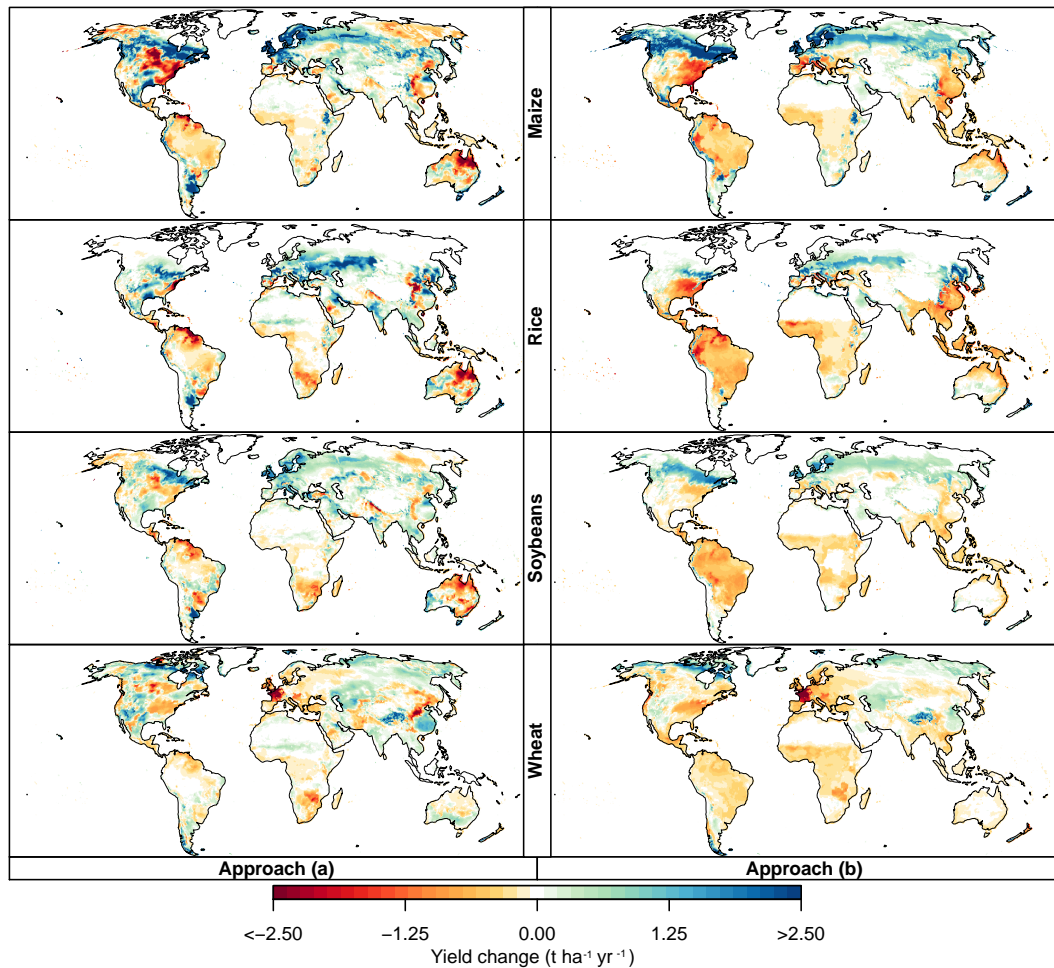 Maize
Rice
Soybeans
Wheat
Approach (a)
Approach (b)
<−2.50
−1.25
0.00
1.25
>2.50
Yield change (t ha⁻¹ yr ⁻¹)